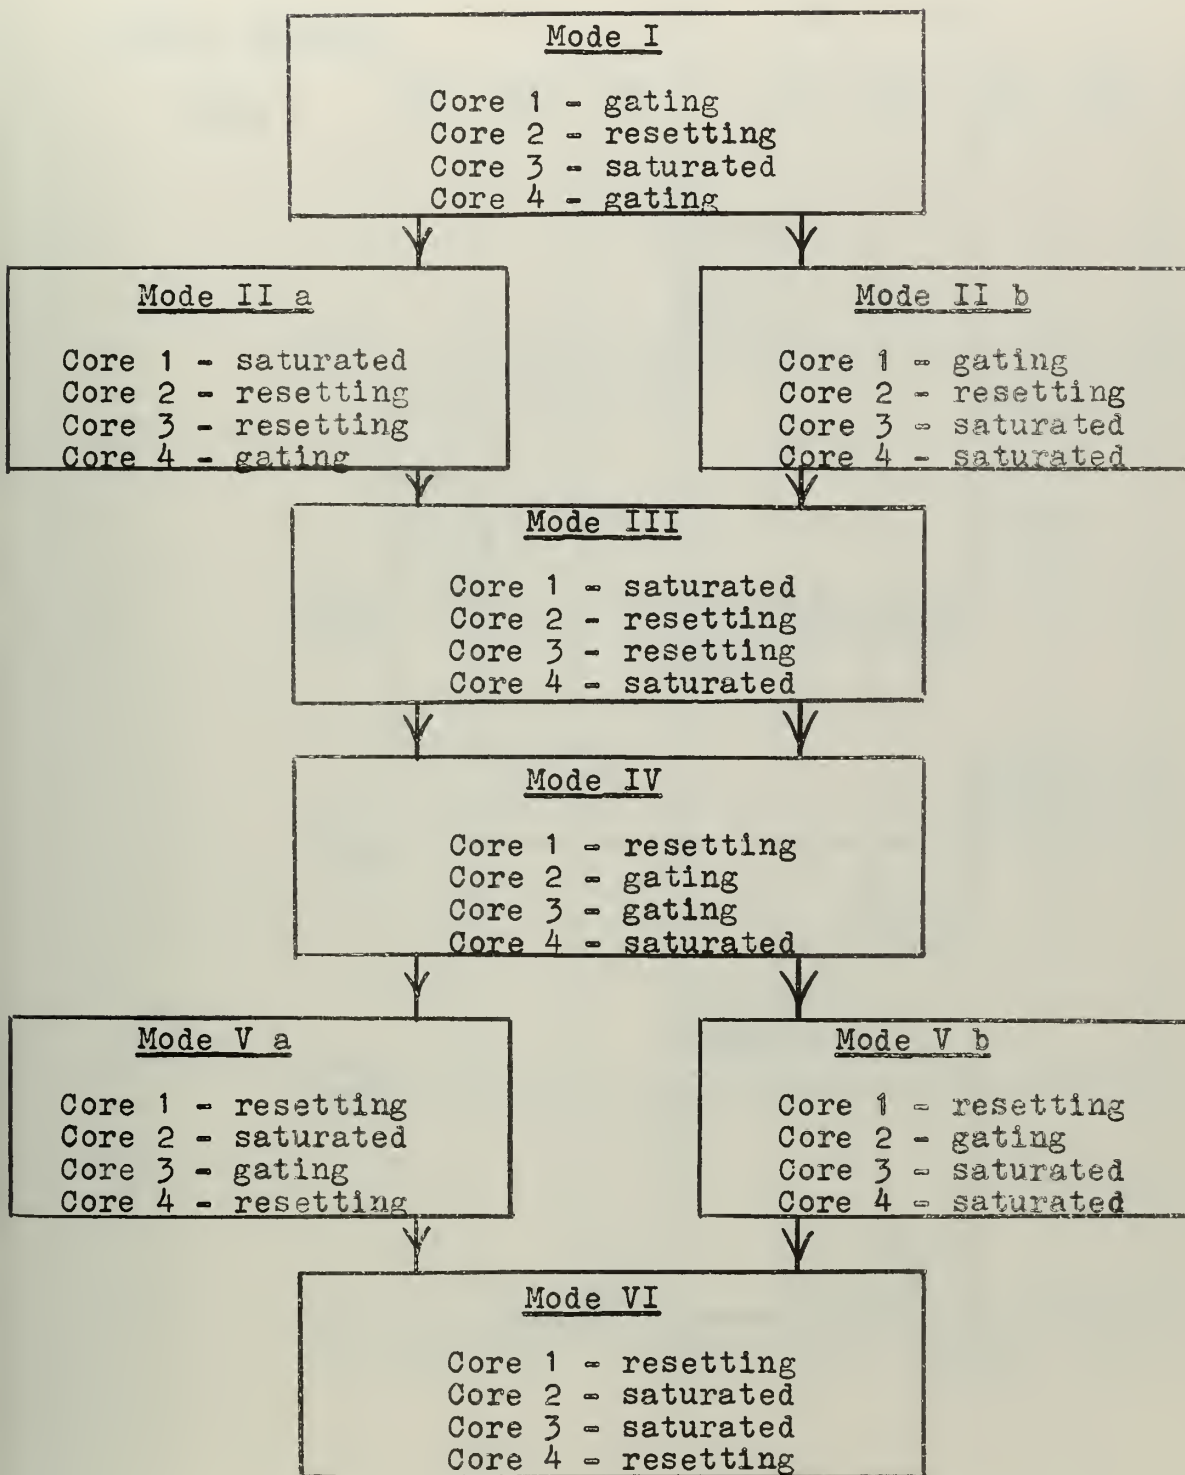 Mode I
Core 1 - gating
Core 2 - resetting
Core 3 - saturated
Core 4 - gating
Mode II a
Core 1 - saturated
Core 2 - resetting
Core 3 - resetting
Core 4 - gating
Mode II b
Core 1 - gating
Core 2 - resetting
Core 3 - saturated
Core 4 - saturated
Mode III
Core 1 - saturated
Core 2 - resetting
Core 3 - resetting
Core 4 - saturated
Mode IV
Core 1 - resetting
Core 2 - gating
Core 3 - gating
Core 4 - saturated
Mode V a
Core 1 - resetting
Core 2 - saturated
Core 3 - gating
Core 4 - resetting
Mode V b
Core 1 - resetting
Core 2 - gating
Core 3 - saturated
Core 4 - saturated
Mode VI
Core 1 - resetting
Core 2 - saturated
Core 3 - saturated
Core 4 - resetting